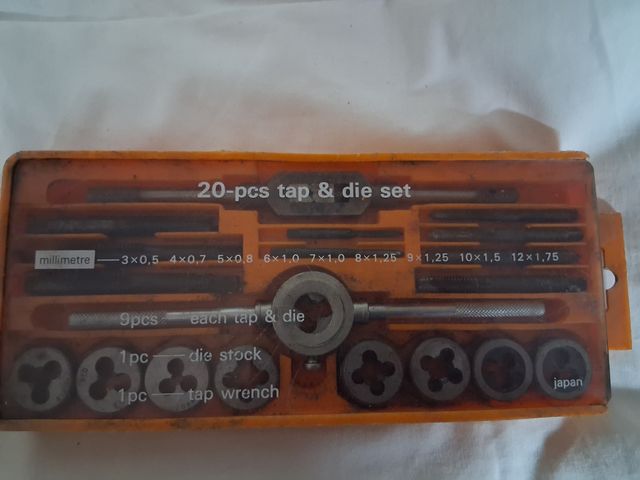 20-pcs tap & die set
millimetre — 3×0,5 4×0,7 5×0,8 6×1,0 7×1,0 8×1,25 9×1,25 10×1,5 12×1,75
9pcs — each tap & die
1pc — die stock
1pc — tap wrench
japan